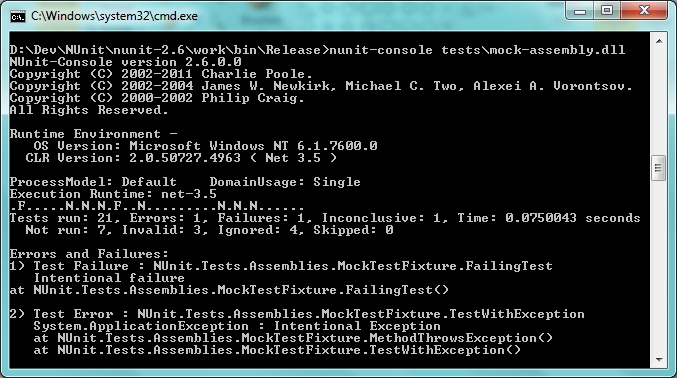 C:\Windows\system32\cmd.exe
D:\Dev\NUnit\nunit-2.6\work\bin\Release>nunit-console tests\mock-assembly.dll
NUnit-Console version 2.6.0.0
Copyright (C) 2002-2011 Charlie Poole.
Copyright (C) 2002-2004 James W. Newkirk, Michael C. Two, Alexei A. Vorontsov.
Copyright (C) 2000-2002 Philip Craig.
All Rights Reserved.
Runtime Environment -
OS Version: Microsoft Windows NT 6.1.7600.0
CLR Version: 2.0.50727.4963 ( Net 3.5 )
ProcessModel: Default    DomainUsage: Single
Execution Runtime: net-3.5
.F.....N.N.N.F..N.........N.N.N......
Tests run: 21, Errors: 1, Failures: 1, Inconclusive: 1, Time: 0.0750043 seconds
Not run: 7, Invalid: 3, Ignored: 4, Skipped: 0
Errors and Failures:
1) Test Failure : NUnit.Tests.Assemblies.MockTestFixture.FailingTest
Intentional failure
at NUnit.Tests.Assemblies.MockTestFixture.FailingTest()
2) Test Error : NUnit.Tests.Assemblies.MockTestFixture.TestWithException
System.ApplicationException : Intentional Exception
at NUnit.Tests.Assemblies.MockTestFixture.MethodThrowsException()
at NUnit.Tests.Assemblies.MockTestFixture.TestWithException()